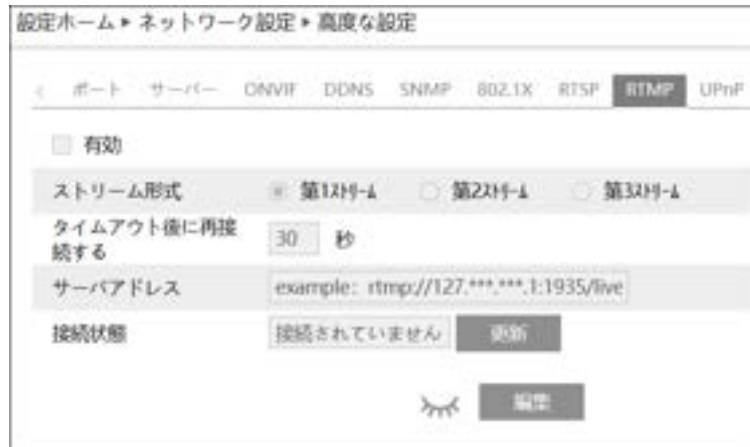 設定ホーム ▸ ネットワーク設定 ▸ 高度な設定
‹ ポート サーバー ONVIF DDNS SNMP 802.1X RTSP RTMP UPnP
有効
ストリーム形式 第1ストリーム 第2ストリーム 第3ストリーム
タイムアウト後に再接
続する 30 秒
サーバアドレス example: rtmp://127.***.***.1:1935/live
接続状態 接続されていません 更新
編集